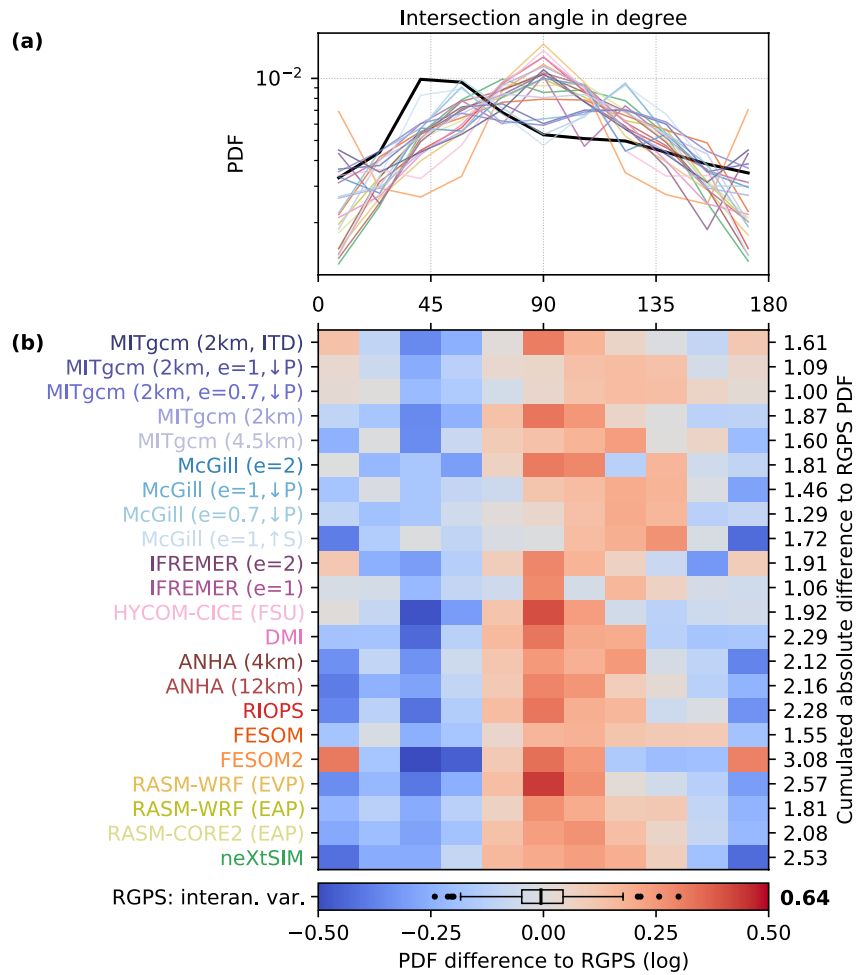 Intersection angle in degree
(a)
10⁻²
PDF
0 45 90 135 180
(b)
MITgcm (2km, ITD) 1.61
MITgcm (2km, e=1,↓P) 1.09
MITgcm (2km, e=0.7,↓P) 1.00
MITgcm (2km) 1.87
MITgcm (4.5km) 1.60
McGill (e=2) 1.81
McGill (e=1,↓P) 1.46
McGill (e=0.7,↓P) 1.29
McGill (e=1,↑S) 1.72
IFREMER (e=2) 1.91
IFREMER (e=1) 1.06
HYCOM-CICE (FSU) 1.92
DMI 2.29
ANHA (4km) 2.12
ANHA (12km) 2.16
RIOPS 2.28
FESOM 1.55
FESOM2 3.08
RASM-WRF (EVP) 2.57
RASM-WRF (EAP) 1.81
RASM-CORE2 (EAP) 2.08
neXtSIM 2.53
Cumulated absolute difference to RGPS PDF
RGPS: interan. var. 0.64
−0.50 −0.25 0.00 0.25 0.50
PDF difference to RGPS (log)